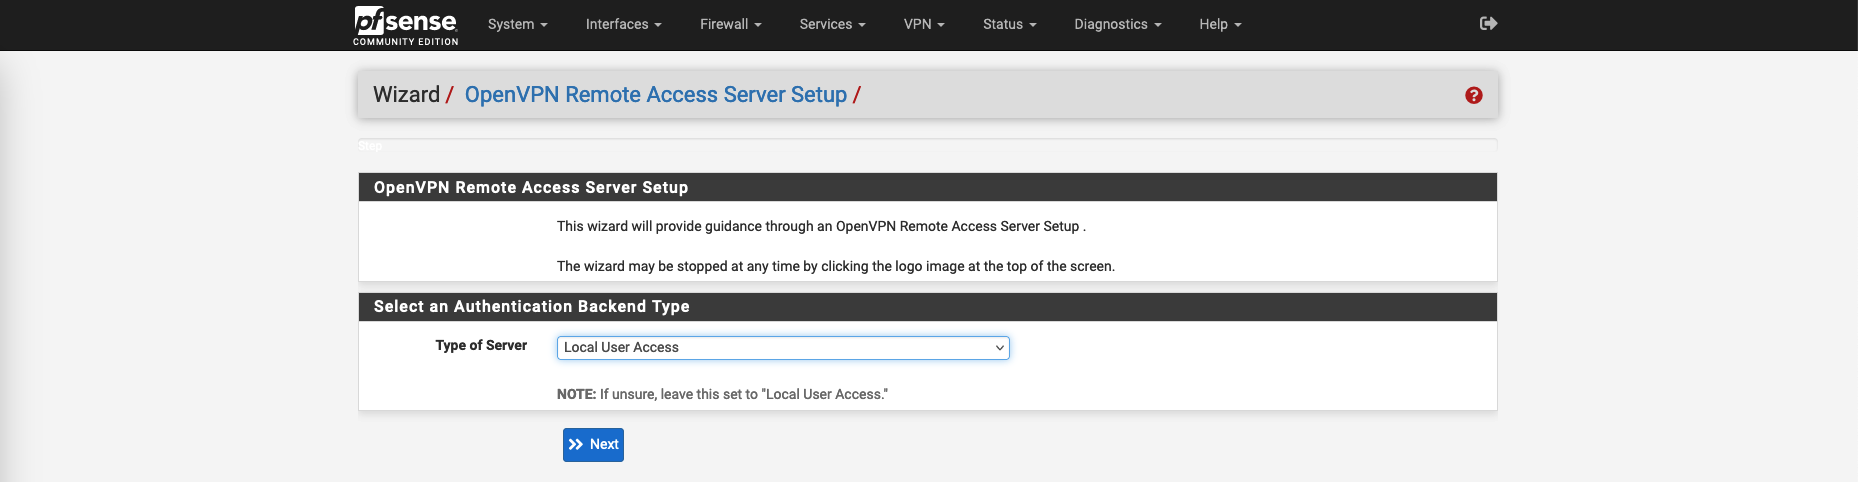 pfsense
COMMUNITY EDITION
System Interfaces Firewall Services VPN Status Diagnostics Help
Wizard / OpenVPN Remote Access Server Setup /
Step
OpenVPN Remote Access Server Setup
This wizard will provide guidance through an OpenVPN Remote Access Server Setup .
The wizard may be stopped at any time by clicking the logo image at the top of the screen.
Select an Authentication Backend Type
Type of Server Local User Access
NOTE: If unsure, leave this set to "Local User Access."
Next